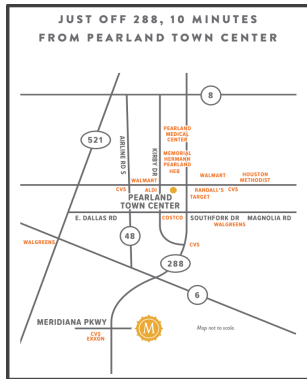 JUST OFF 288, 10 MINUTES
FROM PEARLAND TOWN CENTER
8
521
AIRLINE RD S
KIRBY DR
PEARLAND
MEDICAL
CENTER
MEMORIAL
HERMANN
PEARLAND
HEB
WALMART
WALMART
HOUSTON
METHODIST
CVS
ALDI
RANDALL'S
CVS
TARGET
PEARLAND
TOWN CENTER
E. DALLAS RD
COSTCO
SOUTHFORK DR
MAGNOLIA RD
WALGREENS
WALGREENS
48
CVS
288
6
MERIDIANA PKWY
M
Map not to scale.
CVS
EXXON